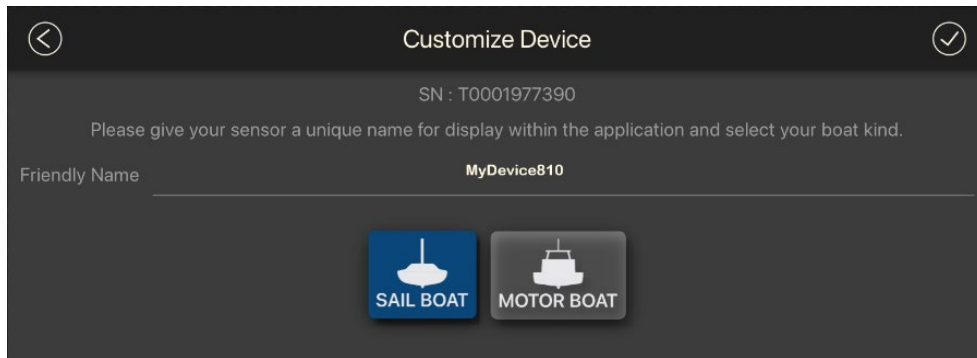 Customize Device
SN : T0001977390
Please give your sensor a unique name for display within the application and select your boat kind.
Friendly Name MyDevice810
SAIL BOAT MOTOR BOAT